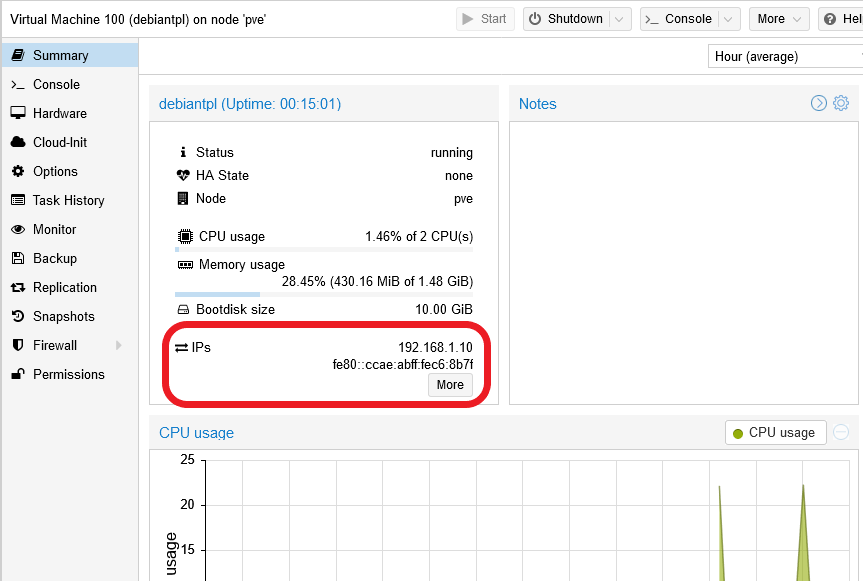 Virtual Machine 100 (debiantpl) on node 'pve'
Start
Shutdown
Console
More
Hel
Summary
Hour (average)
Console
Hardware
Cloud-Init
Options
Task History
Monitor
Backup
Replication
Snapshots
Firewall
Permissions
debiantpl (Uptime: 00:15:01)
Status running
HA State none
Node pve
CPU usage 1.46% of 2 CPU(s)
Memory usage
28.45% (430.16 MiB of 1.48 GiB)
Bootdisk size 10.00 GiB
IPs 192.168.1.10
fe80::ccae:abff:fec6:8b7f
More
Notes
CPU usage
CPU usage
25
20
15
usage